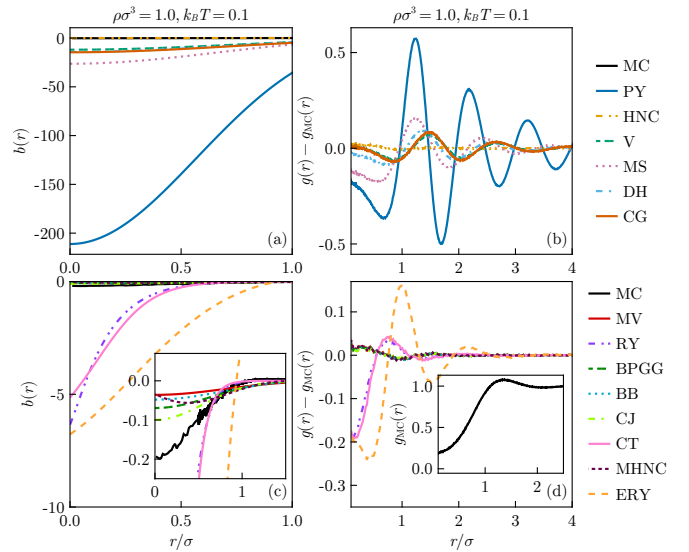 ρσ³ = 1.0, k_BT = 0.1
ρσ³ = 1.0, k_BT = 0.1
b(r)
0
-50
-100
-150
-200
0.0
0.5
1.0
(a)
g(r) − g_MC(r)
0.5
0.0
-0.5
1
2
3
4
(b)
MC
PY
HNC
V
MS
DH
CG
b(r)
0
-5
-10
0.0
0.5
1.0
r/σ
0.0
-0.1
-0.2
0
1
(c)
g(r) − g_MC(r)
0.1
0.0
-0.1
-0.2
-0.3
1
2
3
4
r/σ
g_MC(r)
1.0
0.5
0.0
1
2
(d)
MC
MV
RY
BPGG
BB
CJ
CT
MHNC
ERY